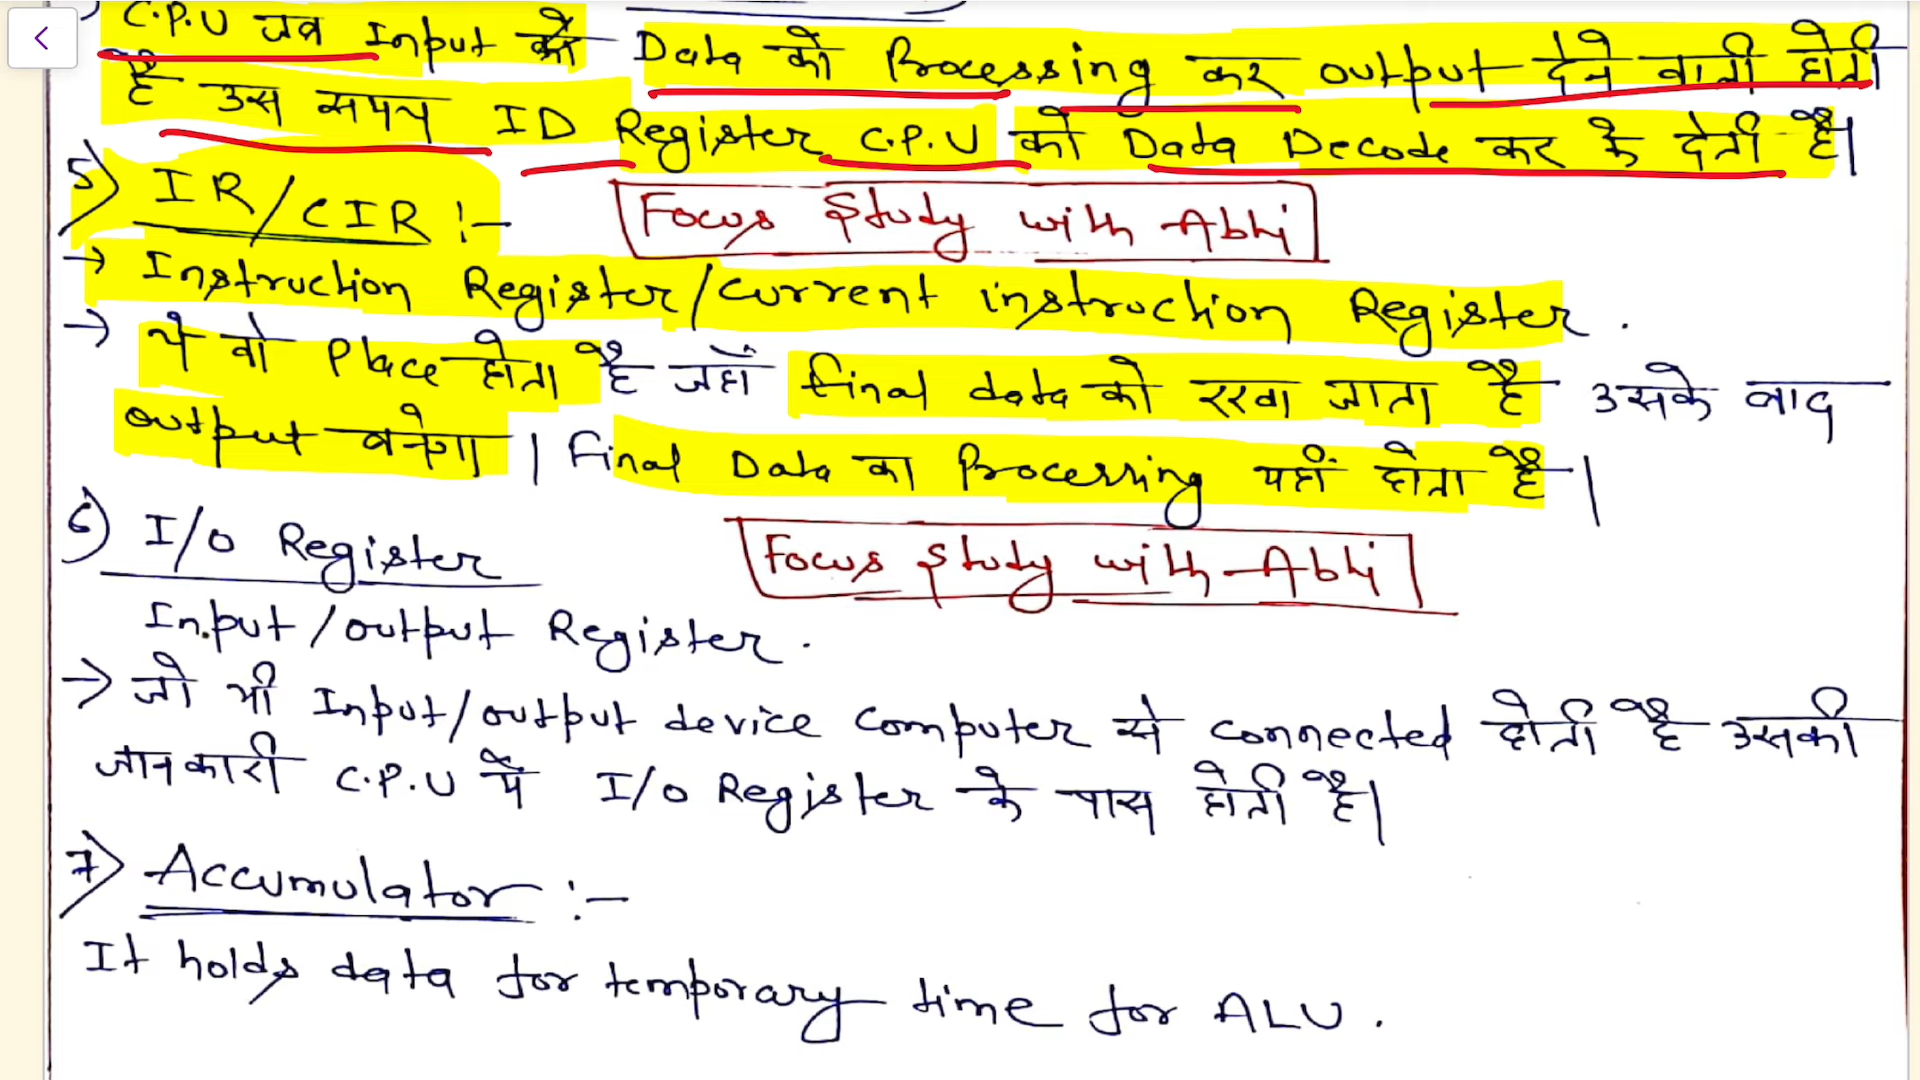 C.P.U जब Input के Data को Processing कर output देने वाली होती
है उस समय ID Register C.P.U को Data Decode कर के देती है|
5) IR/CIR :-
Focus Study with Abhi
→ Instruction Register/current instruction Register.
→ ये वो Place होता है जहाँ final data को रखा जाता है उसके बाद
output बनेगा | Final Data का Processing यहीं होता है |
6) I/O Register
Focus Study with Abhi
Input/output Register.
→ जो भी Input/output device computer से connected होती है उसकी
जानकारी C.P.U में I/O Register के पास होती है|
7) Accumulator :-
It holds data for temporary time for ALU.